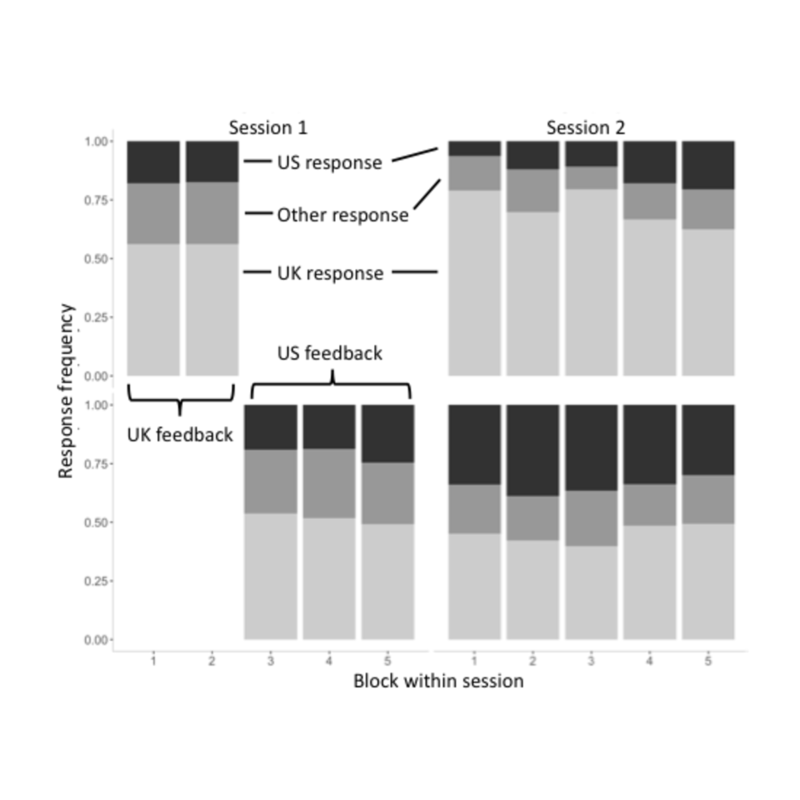 Session 1
Session 2
1.00
US response
0.75
Other response
0.50
UK response
0.25
US feedback
0.00
Response frequency
1.00
UK feedback
0.75
0.50
0.25
0.00
1 2 3 4 5
1 2 3 4 5
Block within session